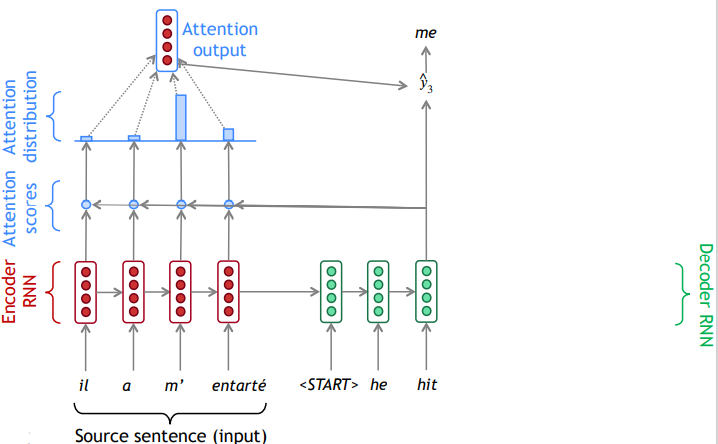 Attention
output
me
ŷ3
Attention
distribution
Attention
scores
Encoder
RNN
Decoder RNN
il a m' entarté <START> he hit
Source sentence (input)